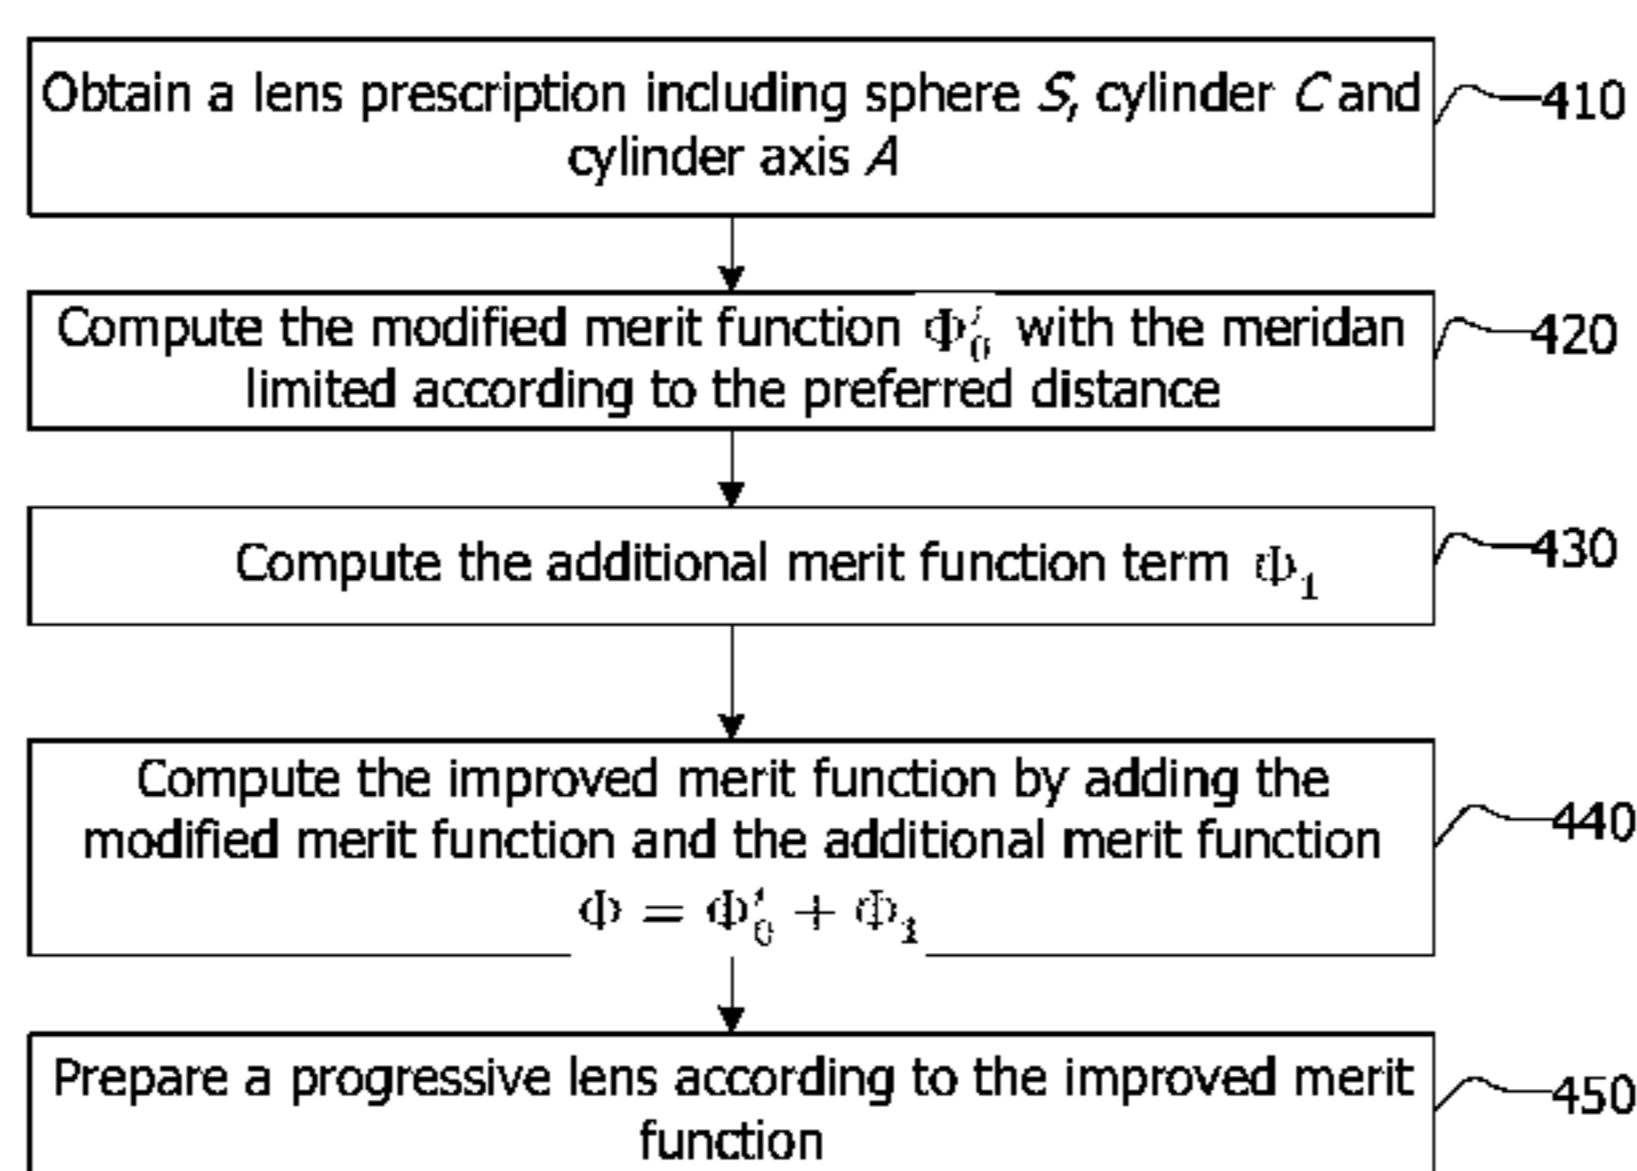 Obtain a lens prescription including sphere S, cylinder C and
cylinder axis A
410
Compute the modified merit function Φ′₀ with the meridan
limited according to the preferred distance
420
Compute the additional merit function term Φ₁
430
Compute the improved merit function by adding the
modified merit function and the additional merit function
Φ = Φ′₀ + Φ₁
440
Prepare a progressive lens according to the improved merit
function
450